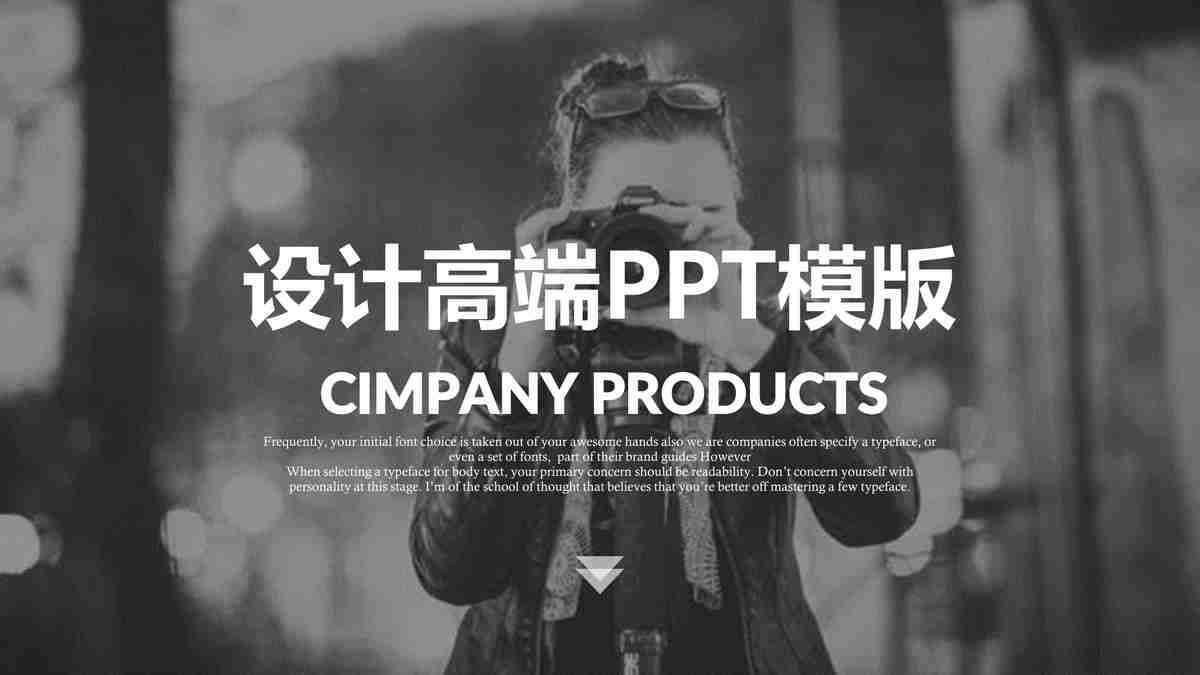 设计高端PPT模版
CIMPANY PRODUCTS
Frequently, your initial font choice is taken out of your awesome hands also we are companies often specify a typeface, or
even a set of fonts,  part of their brand guides However
When selecting a typeface for body text, your primary concern should be readability. Don't concern yourself with
personality at this stage. I'm of the school of thought that believes that you're better off mastering a few typeface.